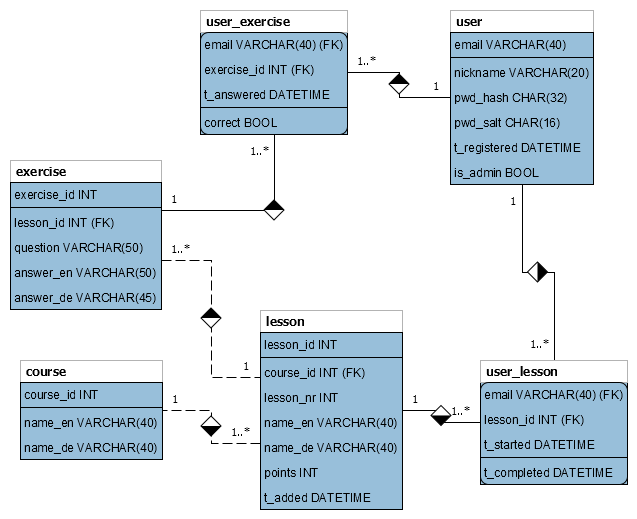 user_exercise
email VARCHAR(40) (FK)
exercise_id INT (FK)
t_answered DATETIME
correct BOOL
1..*
1
user
email VARCHAR(40)
nickname VARCHAR(20)
pwd_hash CHAR(32)
pwd_salt CHAR(16)
t_registered DATETIME
is_admin BOOL
1..*
1
exercise
exercise_id INT
lesson_id INT (FK)
question VARCHAR(50)
answer_en VARCHAR(50)
answer_de VARCHAR(45)
1
1..*
1
1..*
lesson
lesson_id INT
course_id INT (FK)
lesson_nr INT
name_en VARCHAR(40)
name_de VARCHAR(40)
points INT
t_added DATETIME
course
course_id INT
name_en VARCHAR(40)
name_de VARCHAR(40)
1
1..*
1
1..*
user_lesson
email VARCHAR(40) (FK)
lesson_id INT (FK)
t_started DATETIME
t_completed DATETIME